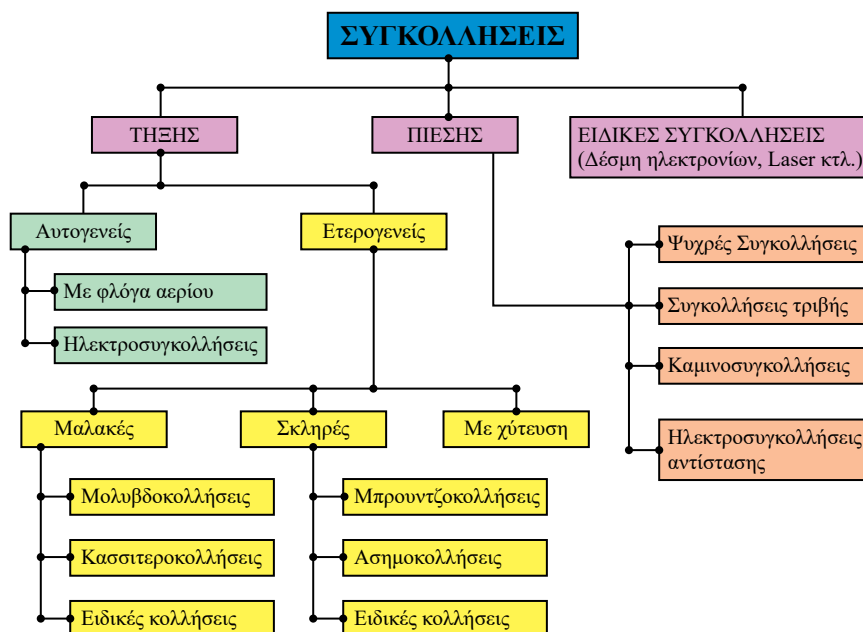 ΣΥΓΚΟΛΛΗΣΕΙΣ
ΤΗΞΗΣ
ΠΙΕΣΗΣ
ΕΙΔΙΚΕΣ ΣΥΓΚΟΛΛΗΣΕΙΣ
(Δέσμη ηλεκτρονίων, Laser κτλ.)
Αυτογενείς
Ετερογενείς
Με φλόγα αερίου
Ηλεκτροσυγκολλήσεις
Ψυχρές Συγκολλήσεις
Συγκολλήσεις τριβής
Καμινοσυγκολλήσεις
Ηλεκτροσυγκολλήσεις
αντίστασης
Μαλακές
Σκληρές
Με χύτευση
Μολυβδοκολλήσεις
Μπρουντζοκολλήσεις
Κασσιτεροκολλήσεις
Ασημοκολλήσεις
Ειδικές κολλήσεις
Ειδικές κολλήσεις